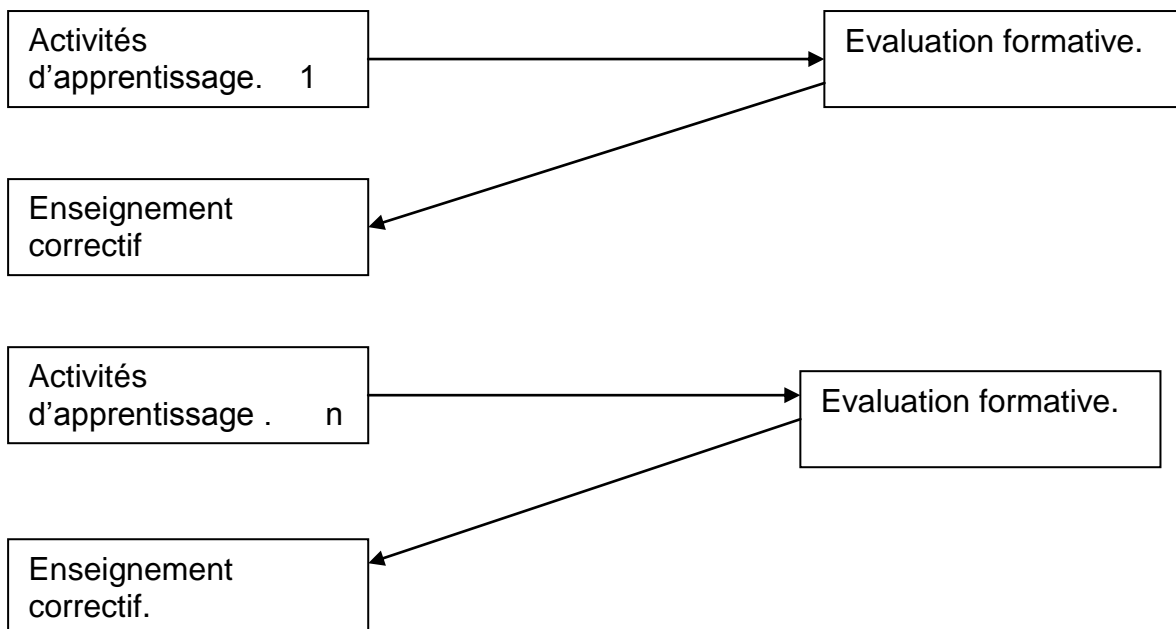 Activités
d’apprentissage. 1
Evaluation formative.
Enseignement
correctif
Activités
d’apprentissage . n
Evaluation formative.
Enseignement
correctif.